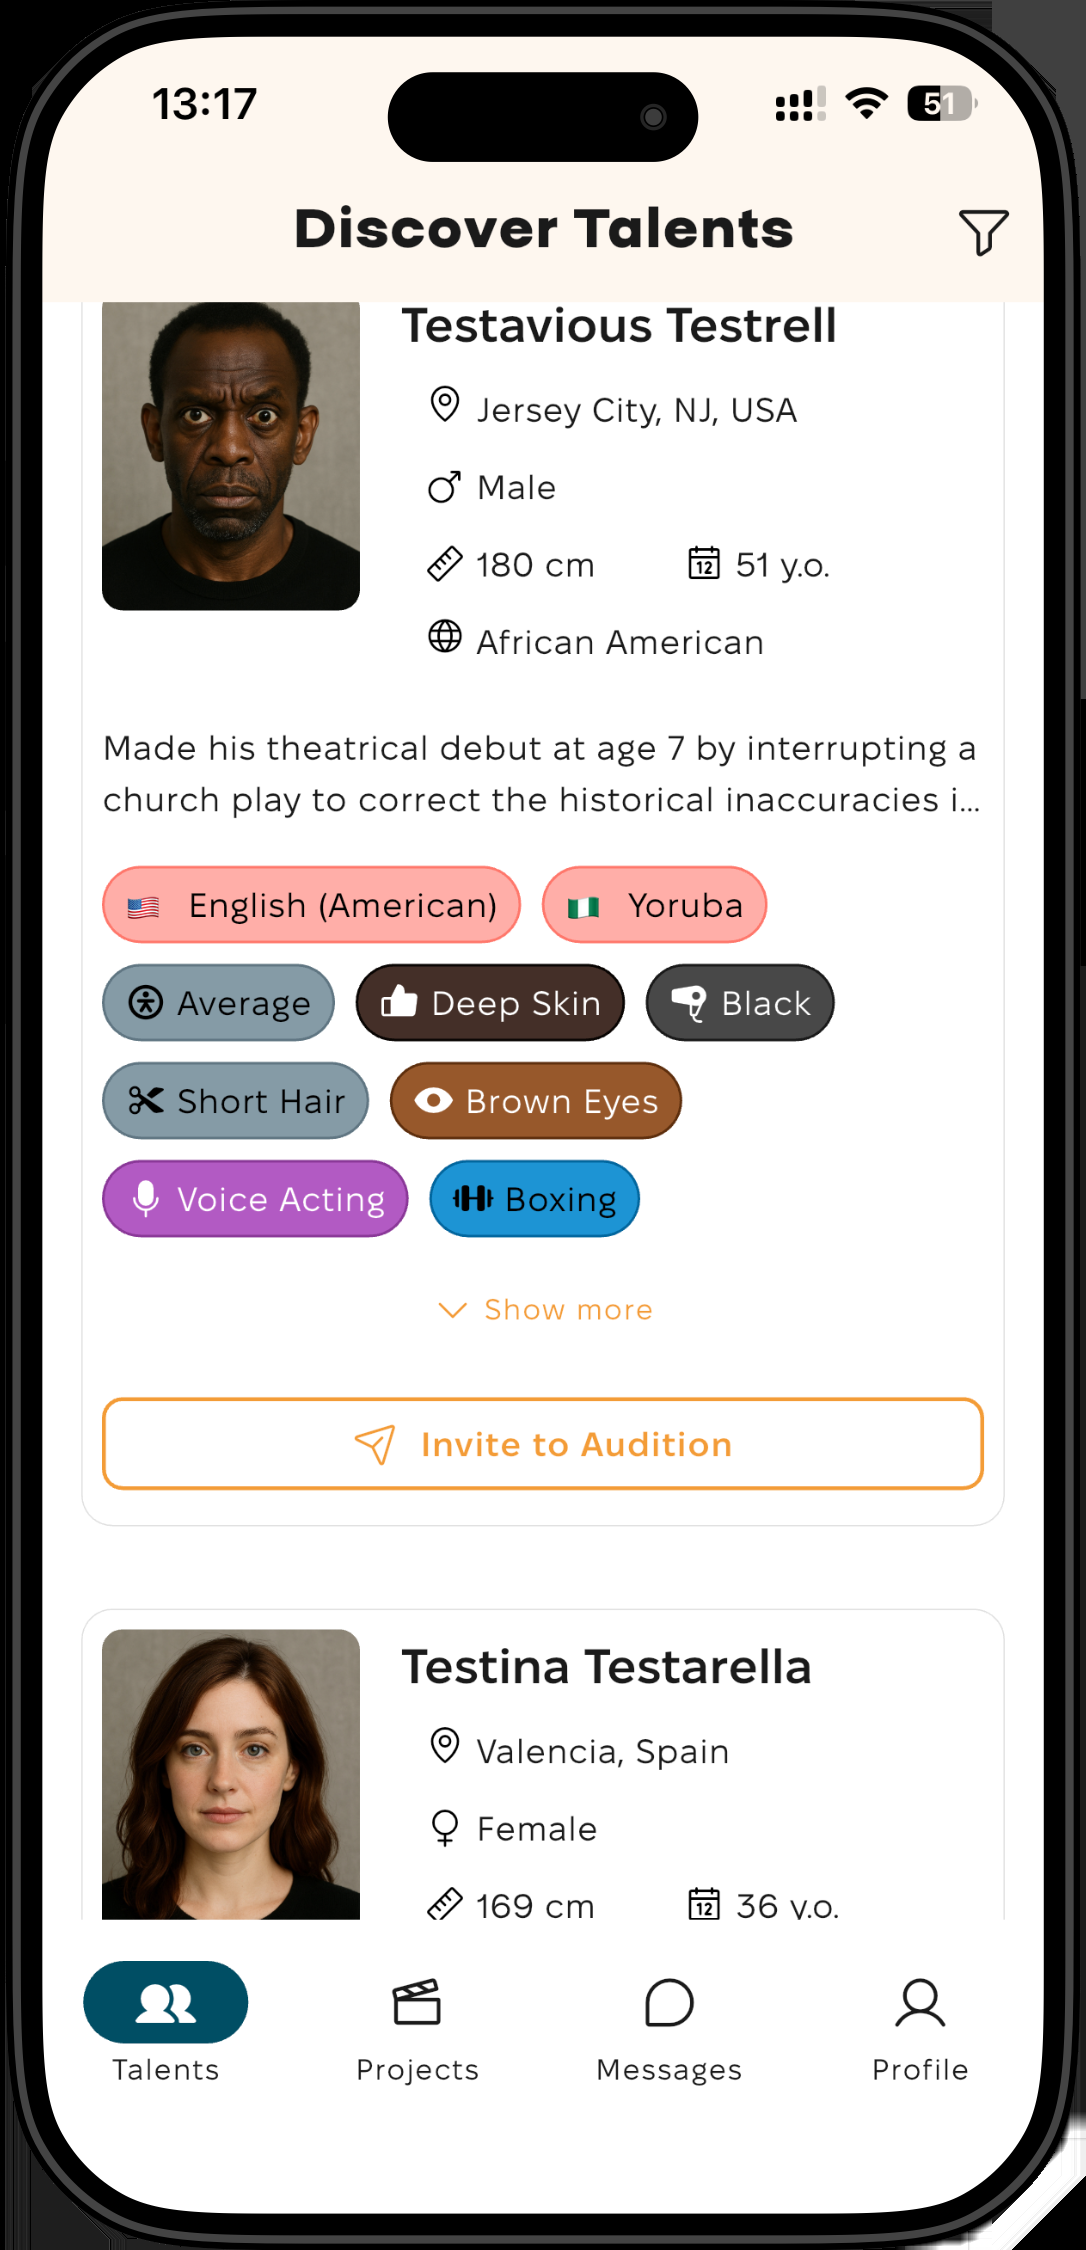 13:17
51
Discover Talents
Testavious Testrell
Jersey City, NJ, USA
Male
180 cm
12
51 y.o.
African American
Made his theatrical debut at age 7 by interrupting a
church play to correct the historical inaccuracies i...
English (American)
Yoruba
Average
Deep Skin
Black
Short Hair
Brown Eyes
Voice Acting
Boxing
Show more
Invite to Audition
Testina Testarella
Valencia, Spain
Female
169 cm
12
36 y.o.
Talents
Projects
Messages
Profile